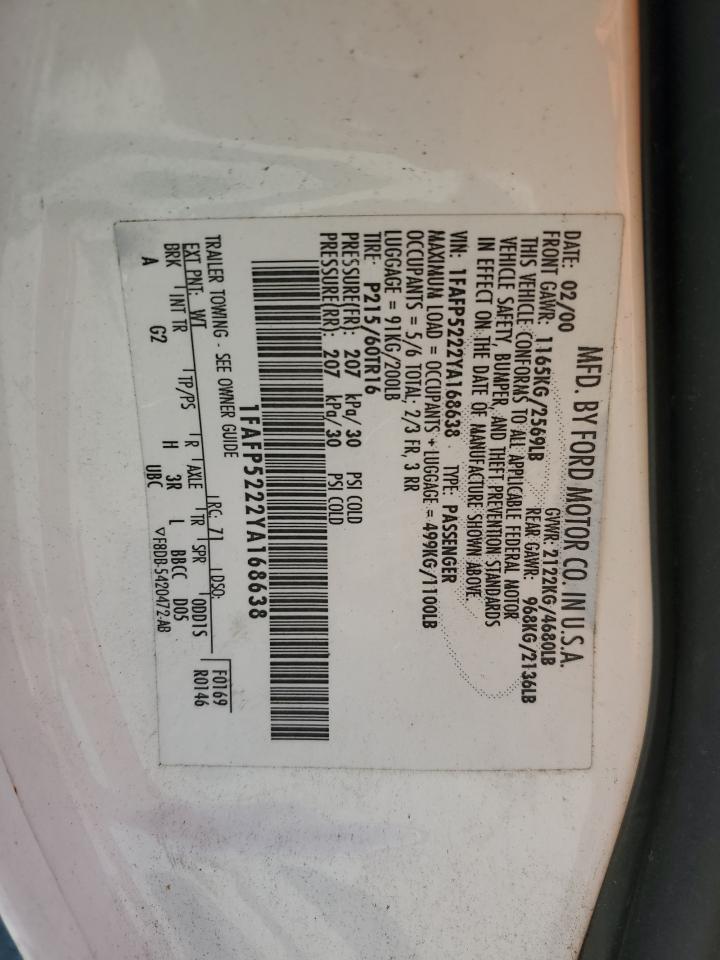 MFD. BY FORD MOTOR CO. IN U.S.A.
DATE: 02/00 GVWR: 2122KG/4680LB
FRONT GAWR: 1165KG/2569LB REAR GAWR: 968KG/2136LB
THIS VEHICLE CONFORMS TO ALL APPLICABLE FEDERAL MOTOR
VEHICLE SAFETY, BUMPER, AND THEFT PREVENTION STANDARDS
IN EFFECT ON THE DATE OF MANUFACTURE SHOWN ABOVE.
VIN: 1FAFP5222YA168638 TYPE: PASSENGER
MAXIMUM LOAD = OCCUPANTS + LUGGAGE = 499KG/1100LB
OCCUPANTS = 5/6 TOTAL: 2/3 FR, 3 RR
LUGGAGE = 91KG/200LB
TIRE: P215/60TR16
PRESSURE(FR): 207 kPa/30 PSI COLD
PRESSURE(RR): 207 kPa/30 PSI COLD
1FAFP5222YA168638
TRAILER TOWING - SEE OWNER GUIDE
EXT PNT: WT RC: 71 DSO: F0169
BRK INT TR TP/PS R AXLE TR SPR ODD1S R0146
A G2 H 3R L BBCC D05
UBC
▽F8DB-5420472-AB